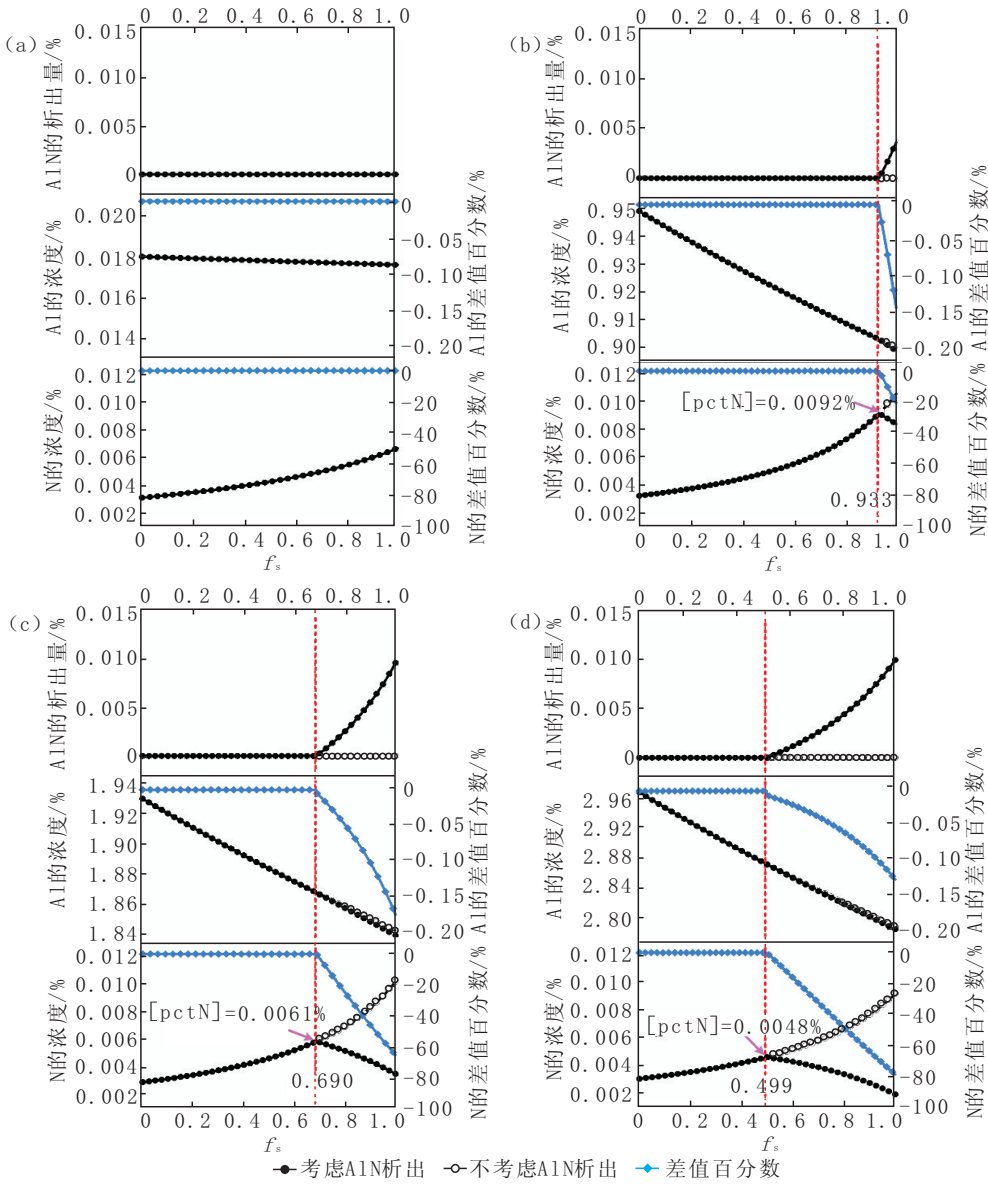 (a)
0 0.2 0.4 0.6 0.8 1.0
AlN的析出量/%
0.015
0.010
0.005
0
Al的浓度/%
0.020
0.018
0.016
0.014
Al的差值百分数/%
0
-0.05
-0.10
-0.15
-0.20
N的浓度/%
0.012
0.010
0.008
0.006
0.004
0.002
N的差值百分数/%
0
-20
-40
-60
-80
-100
0 0.2 0.4 0.6 0.8 1.0
fs
(b)
0 0.2 0.4 0.6 0.8 1.0
AlN的析出量/%
0.015
0.010
0.005
0
Al的浓度/%
0.95
0.94
0.93
0.92
0.91
0.90
Al的差值百分数/%
0
-0.05
-0.10
-0.15
-0.20
N的浓度/%
0.012
0.010
0.008
0.006
0.004
0.002
[pctN]=0.0092%
0.933
N的差值百分数/%
0
-20
-40
-60
-80
-100
0 0.2 0.4 0.6 0.8 1.0
fs
(c)
0 0.2 0.4 0.6 0.8 1.0
AlN的析出量/%
0.015
0.010
0.005
0
Al的浓度/%
1.94
1.92
1.90
1.88
1.86
1.84
Al的差值百分数/%
0
-0.05
-0.10
-0.15
-0.20
N的浓度/%
0.012
0.010
0.006
0.006
0.004
0.002
[pctN]=0.0061%
0.690
N的差值百分数/%
0
-20
-40
-60
-80
-100
0 0.2 0.4 0.6 0.8 1.0
fs
(d)
0 0.2 0.4 0.6 0.8 1.0
AlN的析出量/%
0.015
0.010
0.005
0
Al的浓度/%
2.96
2.92
2.88
2.84
2.80
Al的差值百分数/%
0
-0.05
-0.10
-0.15
-0.20
N的浓度/%
0.012
0.010
0.008
0.006
0.004
0.002
[pctN]=0.0048%
0.499
N的差值百分数/%
0
-20
-40
-60
-80
-100
0 0.2 0.4 0.6 0.8 1.0
fs
考虑AlN析出 不考虑AlN析出 差值百分数